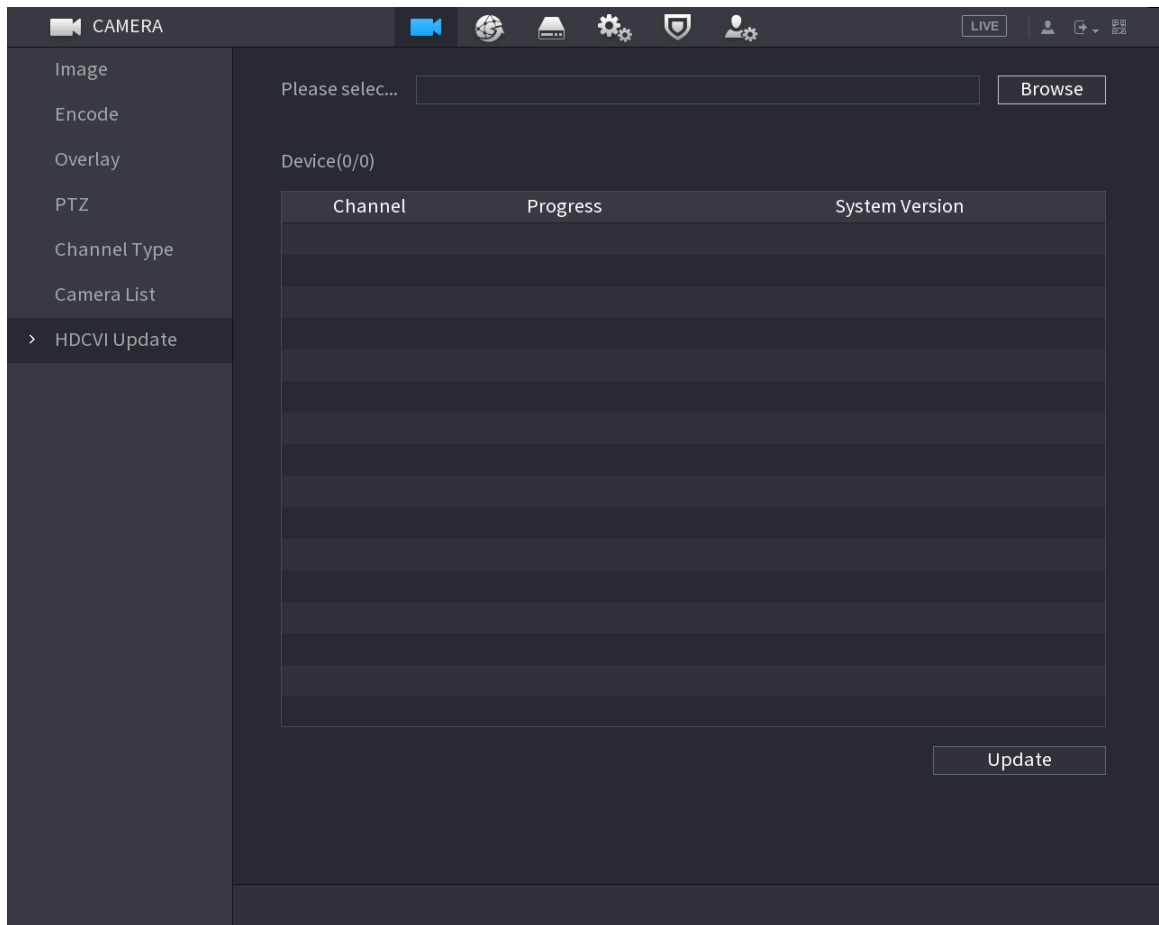 CAMERA LIVE
Image
Please selec... Browse
Encode
Overlay
Device(0/0)
PTZ
Channel Progress System Version
Channel Type
Camera List
HDCVI Update
Update